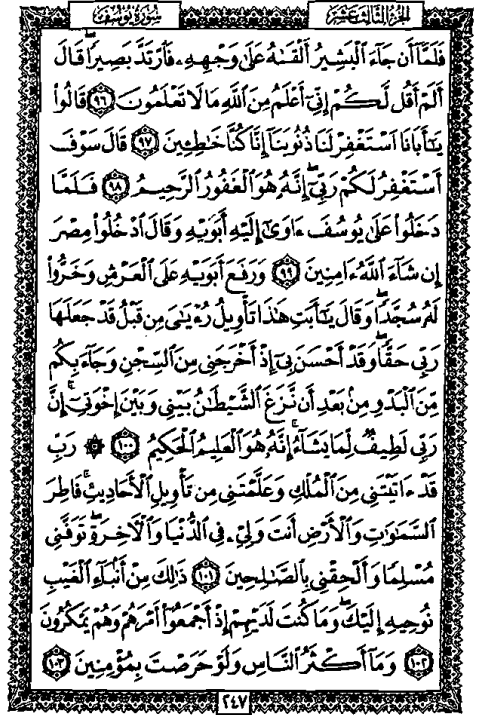 الجزء الثالث عشر
سورة يوسف
فَلَمَّآ أَن جَآءَ ٱلْبَشِيرُ أَلْقَىٰهُ عَلَىٰ وَجْهِهِۦ فَٱرْتَدَّ بَصِيرًۭا ۖ قَالَ
أَلَمْ أَقُل لَّكُمْ إِنِّىٓ أَعْلَمُ مِنَ ٱللَّهِ مَا لَا تَعْلَمُونَ ٩٦ قَالُوا۟
يَـٰٓأَبَانَا ٱسْتَغْفِرْ لَنَا ذُنُوبَنَآ إِنَّا كُنَّا خَـٰطِـِٔينَ ٩٧ قَالَ سَوْفَ
أَسْتَغْفِرُ لَكُمْ رَبِّىٓ ۖ إِنَّهُۥ هُوَ ٱلْغَفُورُ ٱلرَّحِيمُ ٩٨ فَلَمَّا
دَخَلُوا۟ عَلَىٰ يُوسُفَ ءَاوَىٰٓ إِلَيْهِ أَبَوَيْهِ وَقَالَ ٱدْخُلُوا۟ مِصْرَ
إِن شَآءَ ٱللَّهُ ءَامِنِينَ ٩٩ وَرَفَعَ أَبَوَيْهِ عَلَى ٱلْعَرْشِ وَخَرُّوا۟
لَهُۥ سُجَّدًۭا ۖ وَقَالَ يَـٰٓأَبَتِ هَـٰذَا تَأْوِيلُ رُءْيَـٰىَ مِن قَبْلُ قَدْ جَعَلَهَا
رَبِّى حَقًّۭا ۖ وَقَدْ أَحْسَنَ بِىٓ إِذْ أَخْرَجَنِى مِنَ ٱلسِّجْنِ وَجَآءَ بِكُم
مِّنَ ٱلْبَدْوِ مِنۢ بَعْدِ أَن نَّزَغَ ٱلشَّيْطَـٰنُ بَيْنِى وَبَيْنَ إِخْوَتِىٓ ۚ إِنَّ
رَبِّى لَطِيفٌۭ لِّمَا يَشَآءُ ۚ إِنَّهُۥ هُوَ ٱلْعَلِيمُ ٱلْحَكِيمُ ١٠٠ ۞ رَبِّ
قَدْ ءَاتَيْتَنِى مِنَ ٱلْمُلْكِ وَعَلَّمْتَنِى مِن تَأْوِيلِ ٱلْأَحَادِيثِ ۚ فَاطِرَ
ٱلسَّمَـٰوَٰتِ وَٱلْأَرْضِ أَنتَ وَلِىِّۦ فِى ٱلدُّنْيَا وَٱلْـَٔاخِرَةِ ۖ تَوَفَّنِى
مُسْلِمًۭا وَأَلْحِقْنِى بِٱلصَّـٰلِحِينَ ١٠١ ذَٰلِكَ مِنْ أَنۢبَآءِ ٱلْغَيْبِ
نُوحِيهِ إِلَيْكَ ۖ وَمَا كُنتَ لَدَيْهِمْ إِذْ أَجْمَعُوٓا۟ أَمْرَهُمْ وَهُمْ يَمْكُرُونَ
١٠٢ وَمَآ أَكْثَرُ ٱلنَّاسِ وَلَوْ حَرَصْتَ بِمُؤْمِنِينَ ١٠٣
٢٤٧